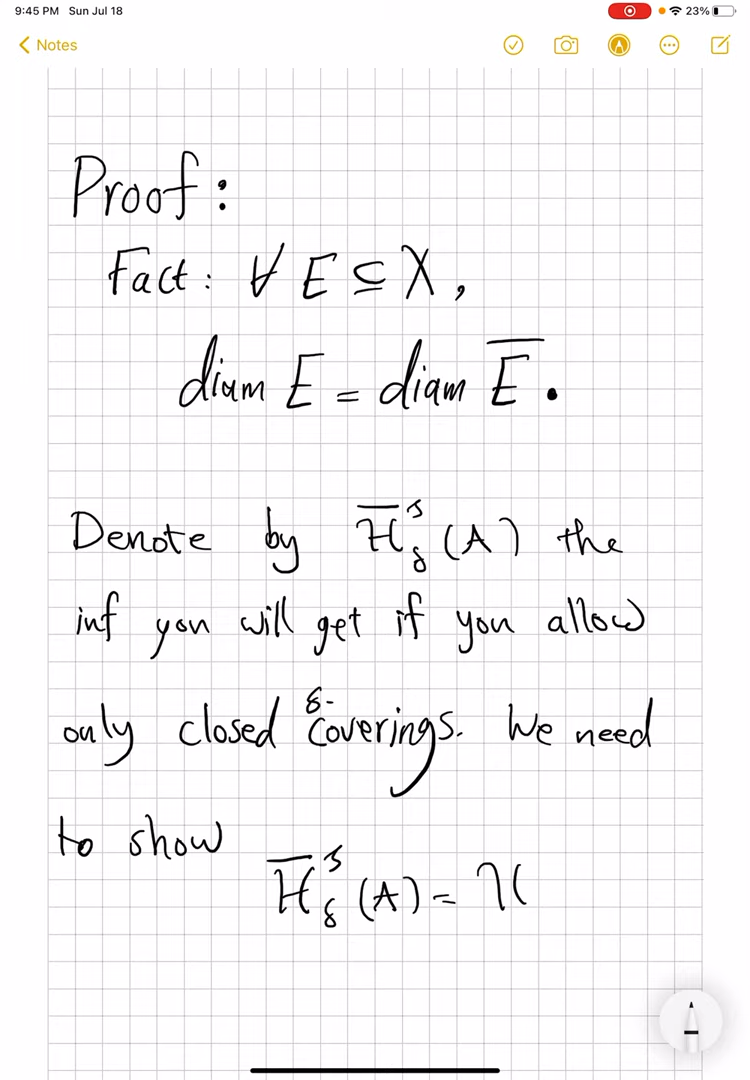 9:45 PM Sun Jul 18 23%
Notes
Proof:
Fact: ∀ E ⊆ X,
diam E = diam E̅.
Denote by H̅ˢ_δ (A) the
inf you will get if you allow
only closed δ-coverings. We need
to show
H̅ˢ_δ (A) = H